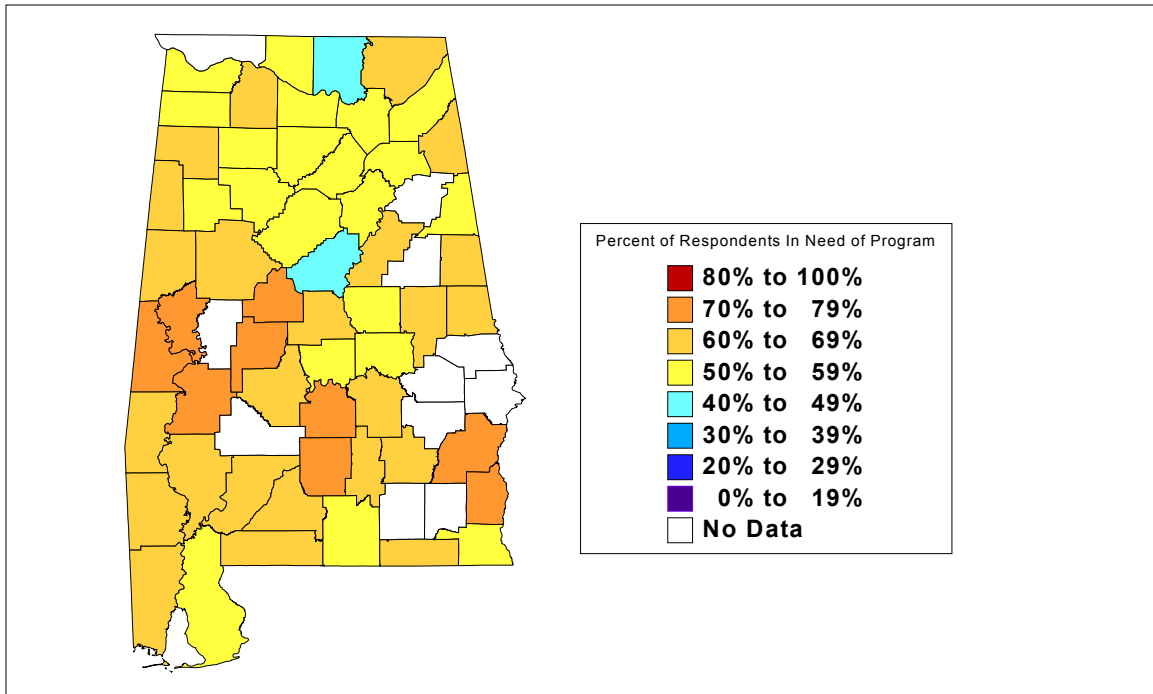 Percent of Respondents In Need of Program
80% to 100%
70% to 79%
60% to 69%
50% to 59%
40% to 49%
30% to 39%
20% to 29%
0% to 19%
No Data